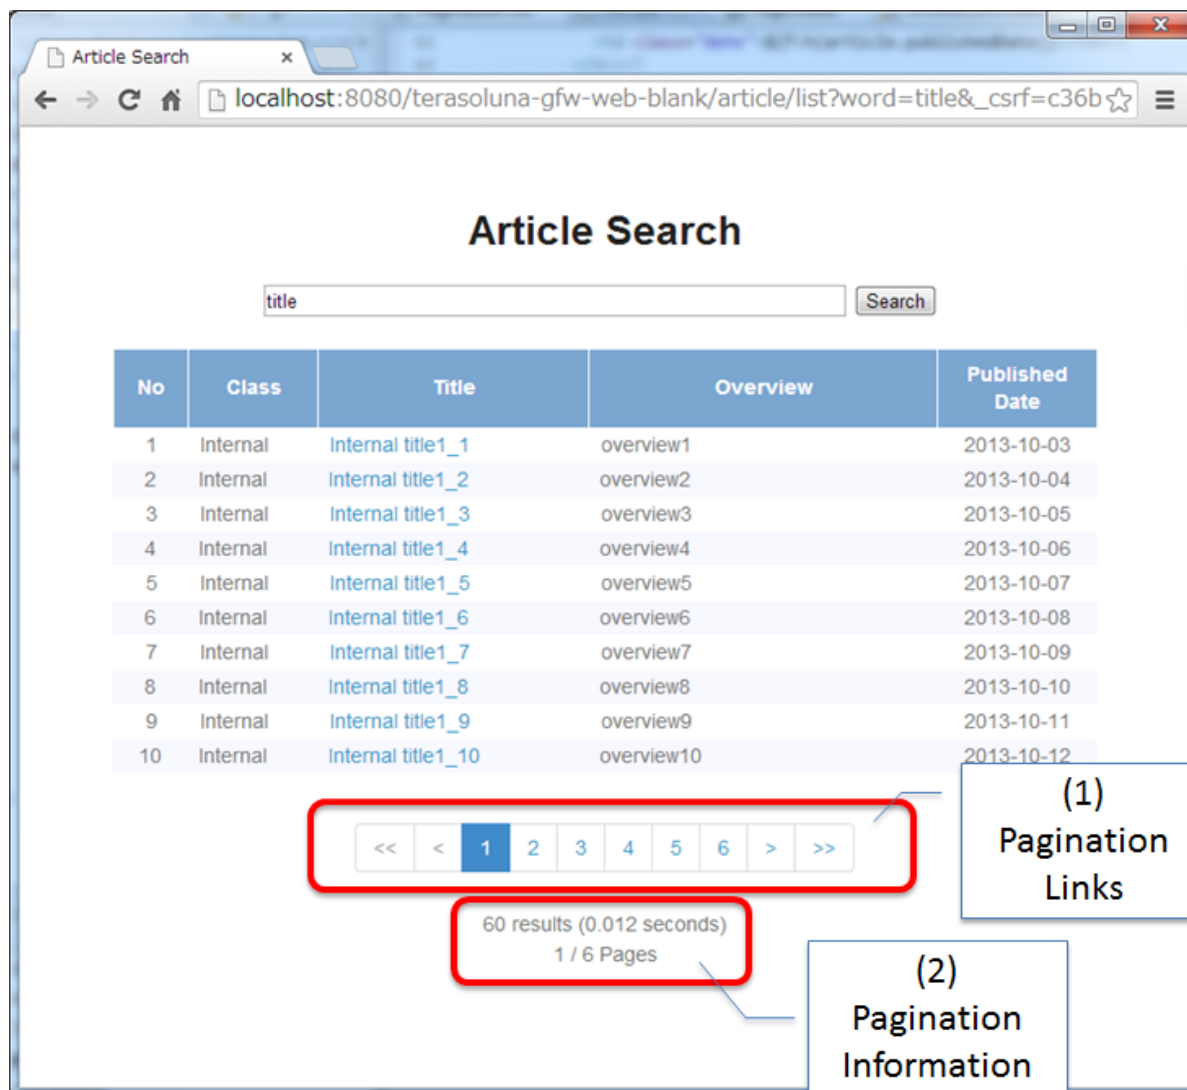 Article Search
localhost:8080/terasoluna-gfw-web-blank/article/list?word=title&_csrf=c36b
Article Search
title Search
No Class Title Overview Published Date
1 Internal Internal title1_1 overview1 2013-10-03
2 Internal Internal title1_2 overview2 2013-10-04
3 Internal Internal title1_3 overview3 2013-10-05
4 Internal Internal title1_4 overview4 2013-10-06
5 Internal Internal title1_5 overview5 2013-10-07
6 Internal Internal title1_6 overview6 2013-10-08
7 Internal Internal title1_7 overview7 2013-10-09
8 Internal Internal title1_8 overview8 2013-10-10
9 Internal Internal title1_9 overview9 2013-10-11
10 Internal Internal title1_10 overview10 2013-10-12
<< < 1 2 3 4 5 6 > >>
(1)
Pagination
Links
60 results (0.012 seconds)
1 / 6 Pages
(2)
Pagination
Information